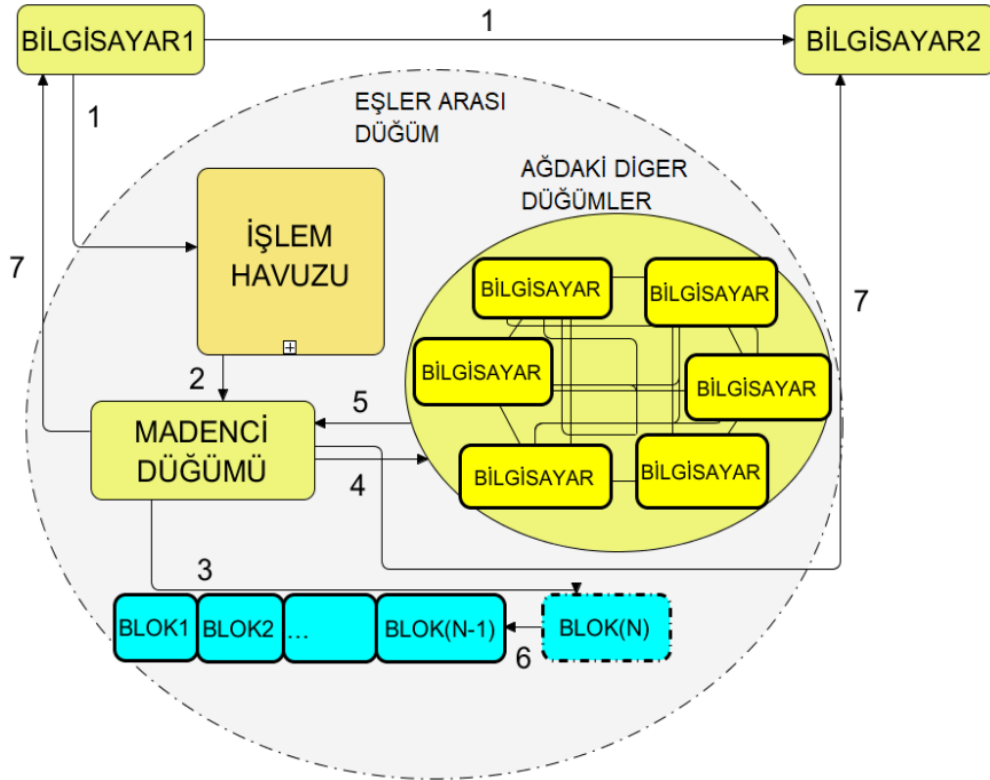 BİLGİSAYAR1
1
BİLGİSAYAR2
1
EŞLER ARASI
DÜĞÜM
AĞDAKİ DIGER
DÜĞÜMLER
İŞLEM
HAVUZU
7
7
BİLGİSAYAR
BİLGİSAYAR
BİLGİSAYAR
BİLGİSAYAR
BİLGİSAYAR
BİLGİSAYAR
2
5
MADENCİ
DÜĞÜMÜ
4
3
BLOK1
BLOK2
...
BLOK(N-1)
6
BLOK(N)